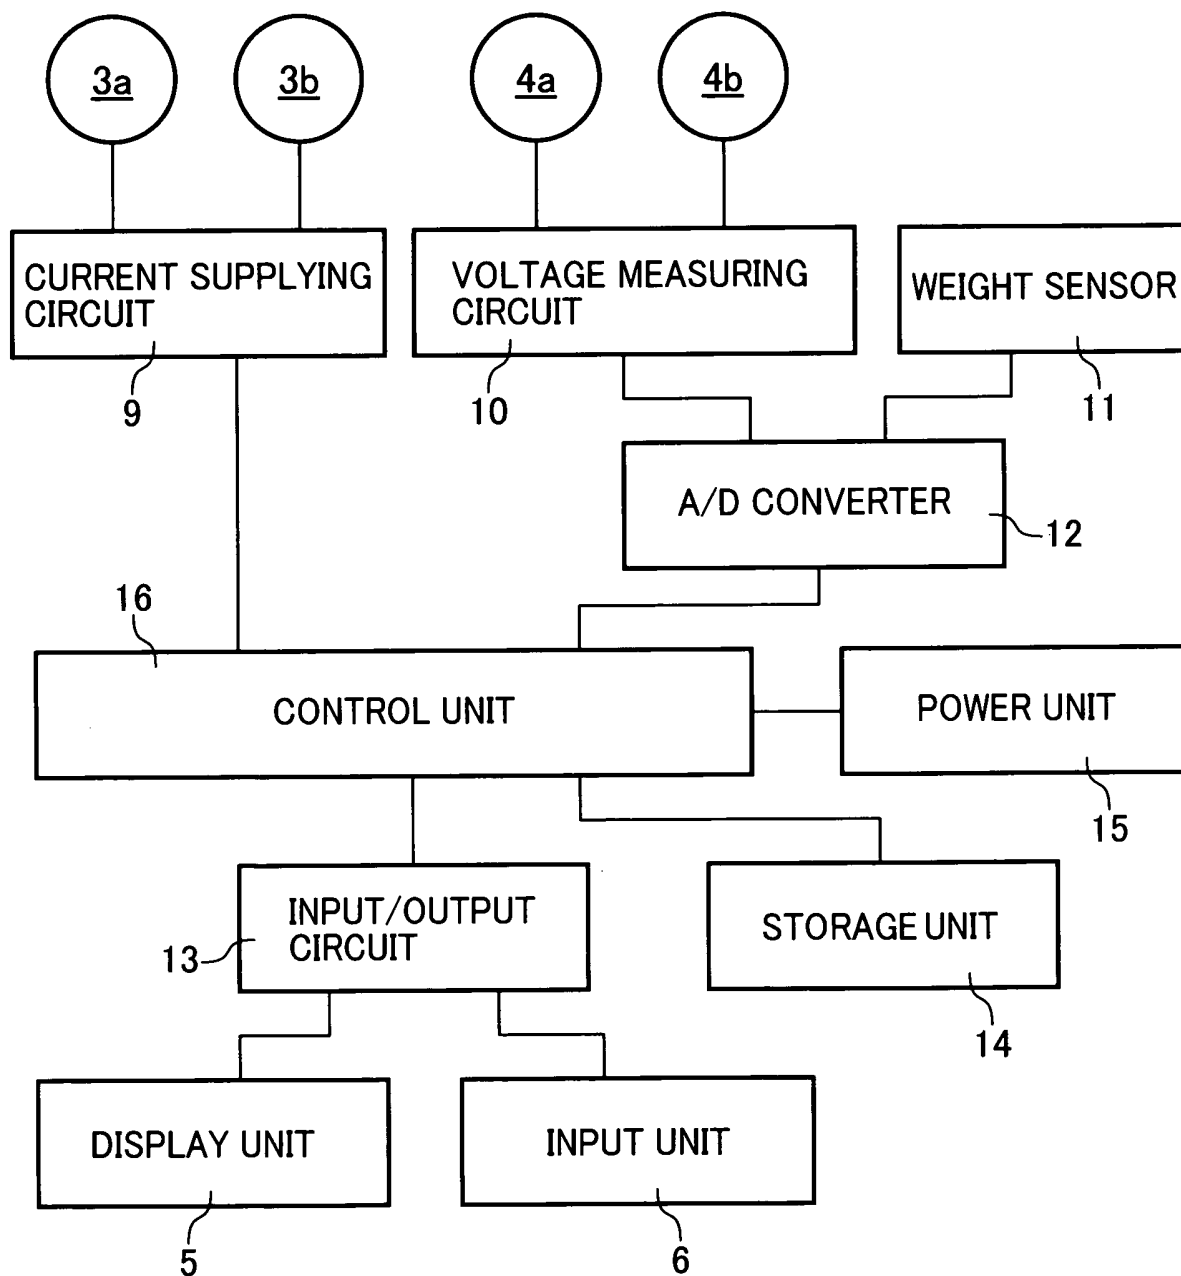 3a
3b
4a
4b
CURRENT SUPPLYING
CIRCUIT
9
VOLTAGE MEASURING
CIRCUIT
10
WEIGHT SENSOR
11
A/D CONVERTER
12
16
CONTROL UNIT
POWER UNIT
15
INPUT/OUTPUT
CIRCUIT
13
STORAGE UNIT
14
DISPLAY UNIT
5
INPUT UNIT
6